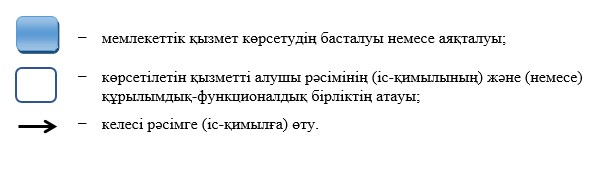 – мемлекеттік қызмет көрсетудің басталуы немесе аяқталуы;
– көрсетілетін қызметті алушы рәсімінің (іс-қимылының) және (немесе)
құрылымдық-функционалдық бірліктің атауы;
– келесі рәсімге (іс-қимылға) өту.